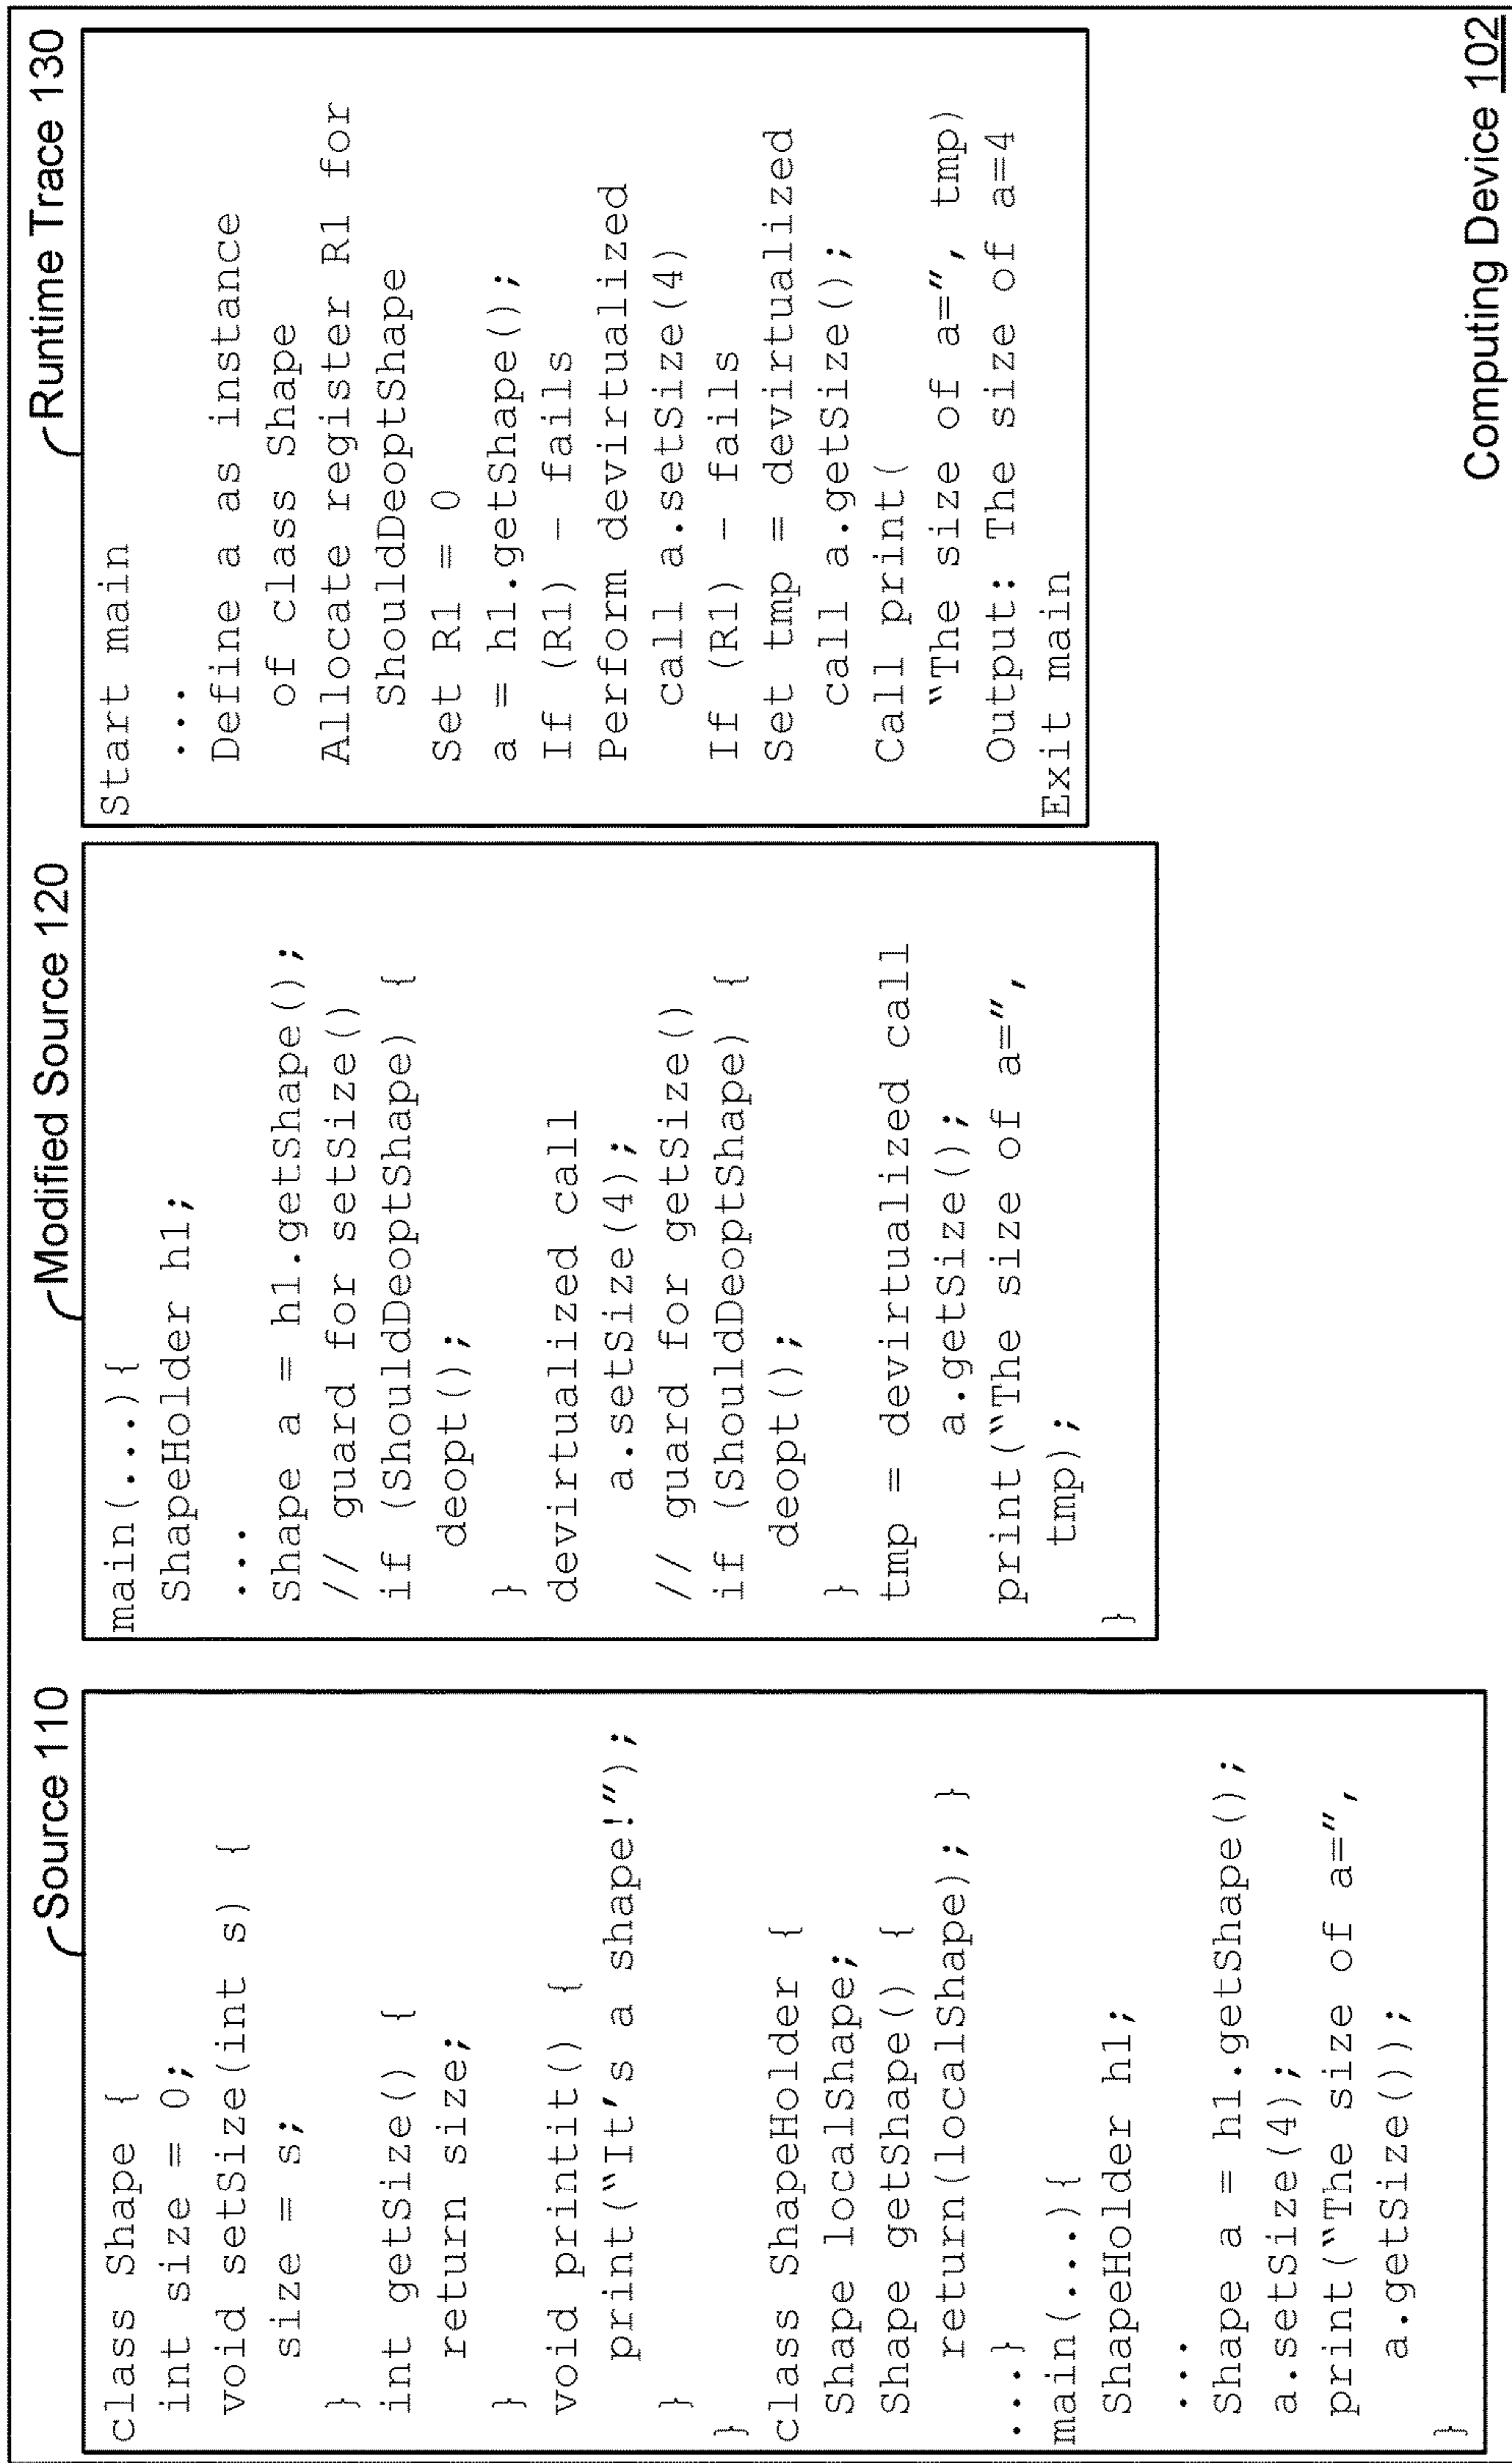 Source 110
class Shape {
int size = 0;
void setSize(int s) {
size = s;
}
int getSize() {
return size;
}
void printit() {
print(“It’s a shape!”);
}
}
class ShapeHolder {
Shape localShape;
Shape getShape() {
return(localShape); }
...}
main(...){
ShapeHolder h1;
...
Shape a = h1.getShape();
a.setSize(4);
print(“The size of a=”,
a.getSize());
}
Modified Source 120
main(...){
ShapeHolder h1;
...
Shape a = h1.getShape();
// guard for setSize()
if (ShouldDeoptShape) {
deopt();
}
devirtualized call
a.setSize(4);
// guard for getSize()
if (ShouldDeoptShape) {
deopt();
}
tmp = devirtualized call
a.getSize();
print(“The size of a=”,
tmp);
}
Runtime Trace 130
Start main
...
Define a as instance
of class Shape
Allocate register R1 for
ShouldDeoptShape
Set R1 = 0
a = h1.getShape();
If (R1) - fails
Perform devirtualized
call a.setSize(4)
If (R1) - fails
Set tmp = devirtualized
call a.getSize();
Call print(
“The size of a=”, tmp)
Output: The size of a=4
Exit main
Computing Device 102